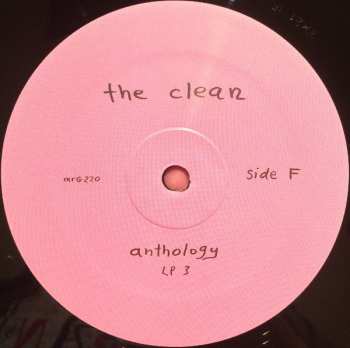 the clean
mrg220
side F
anthology
LP 3